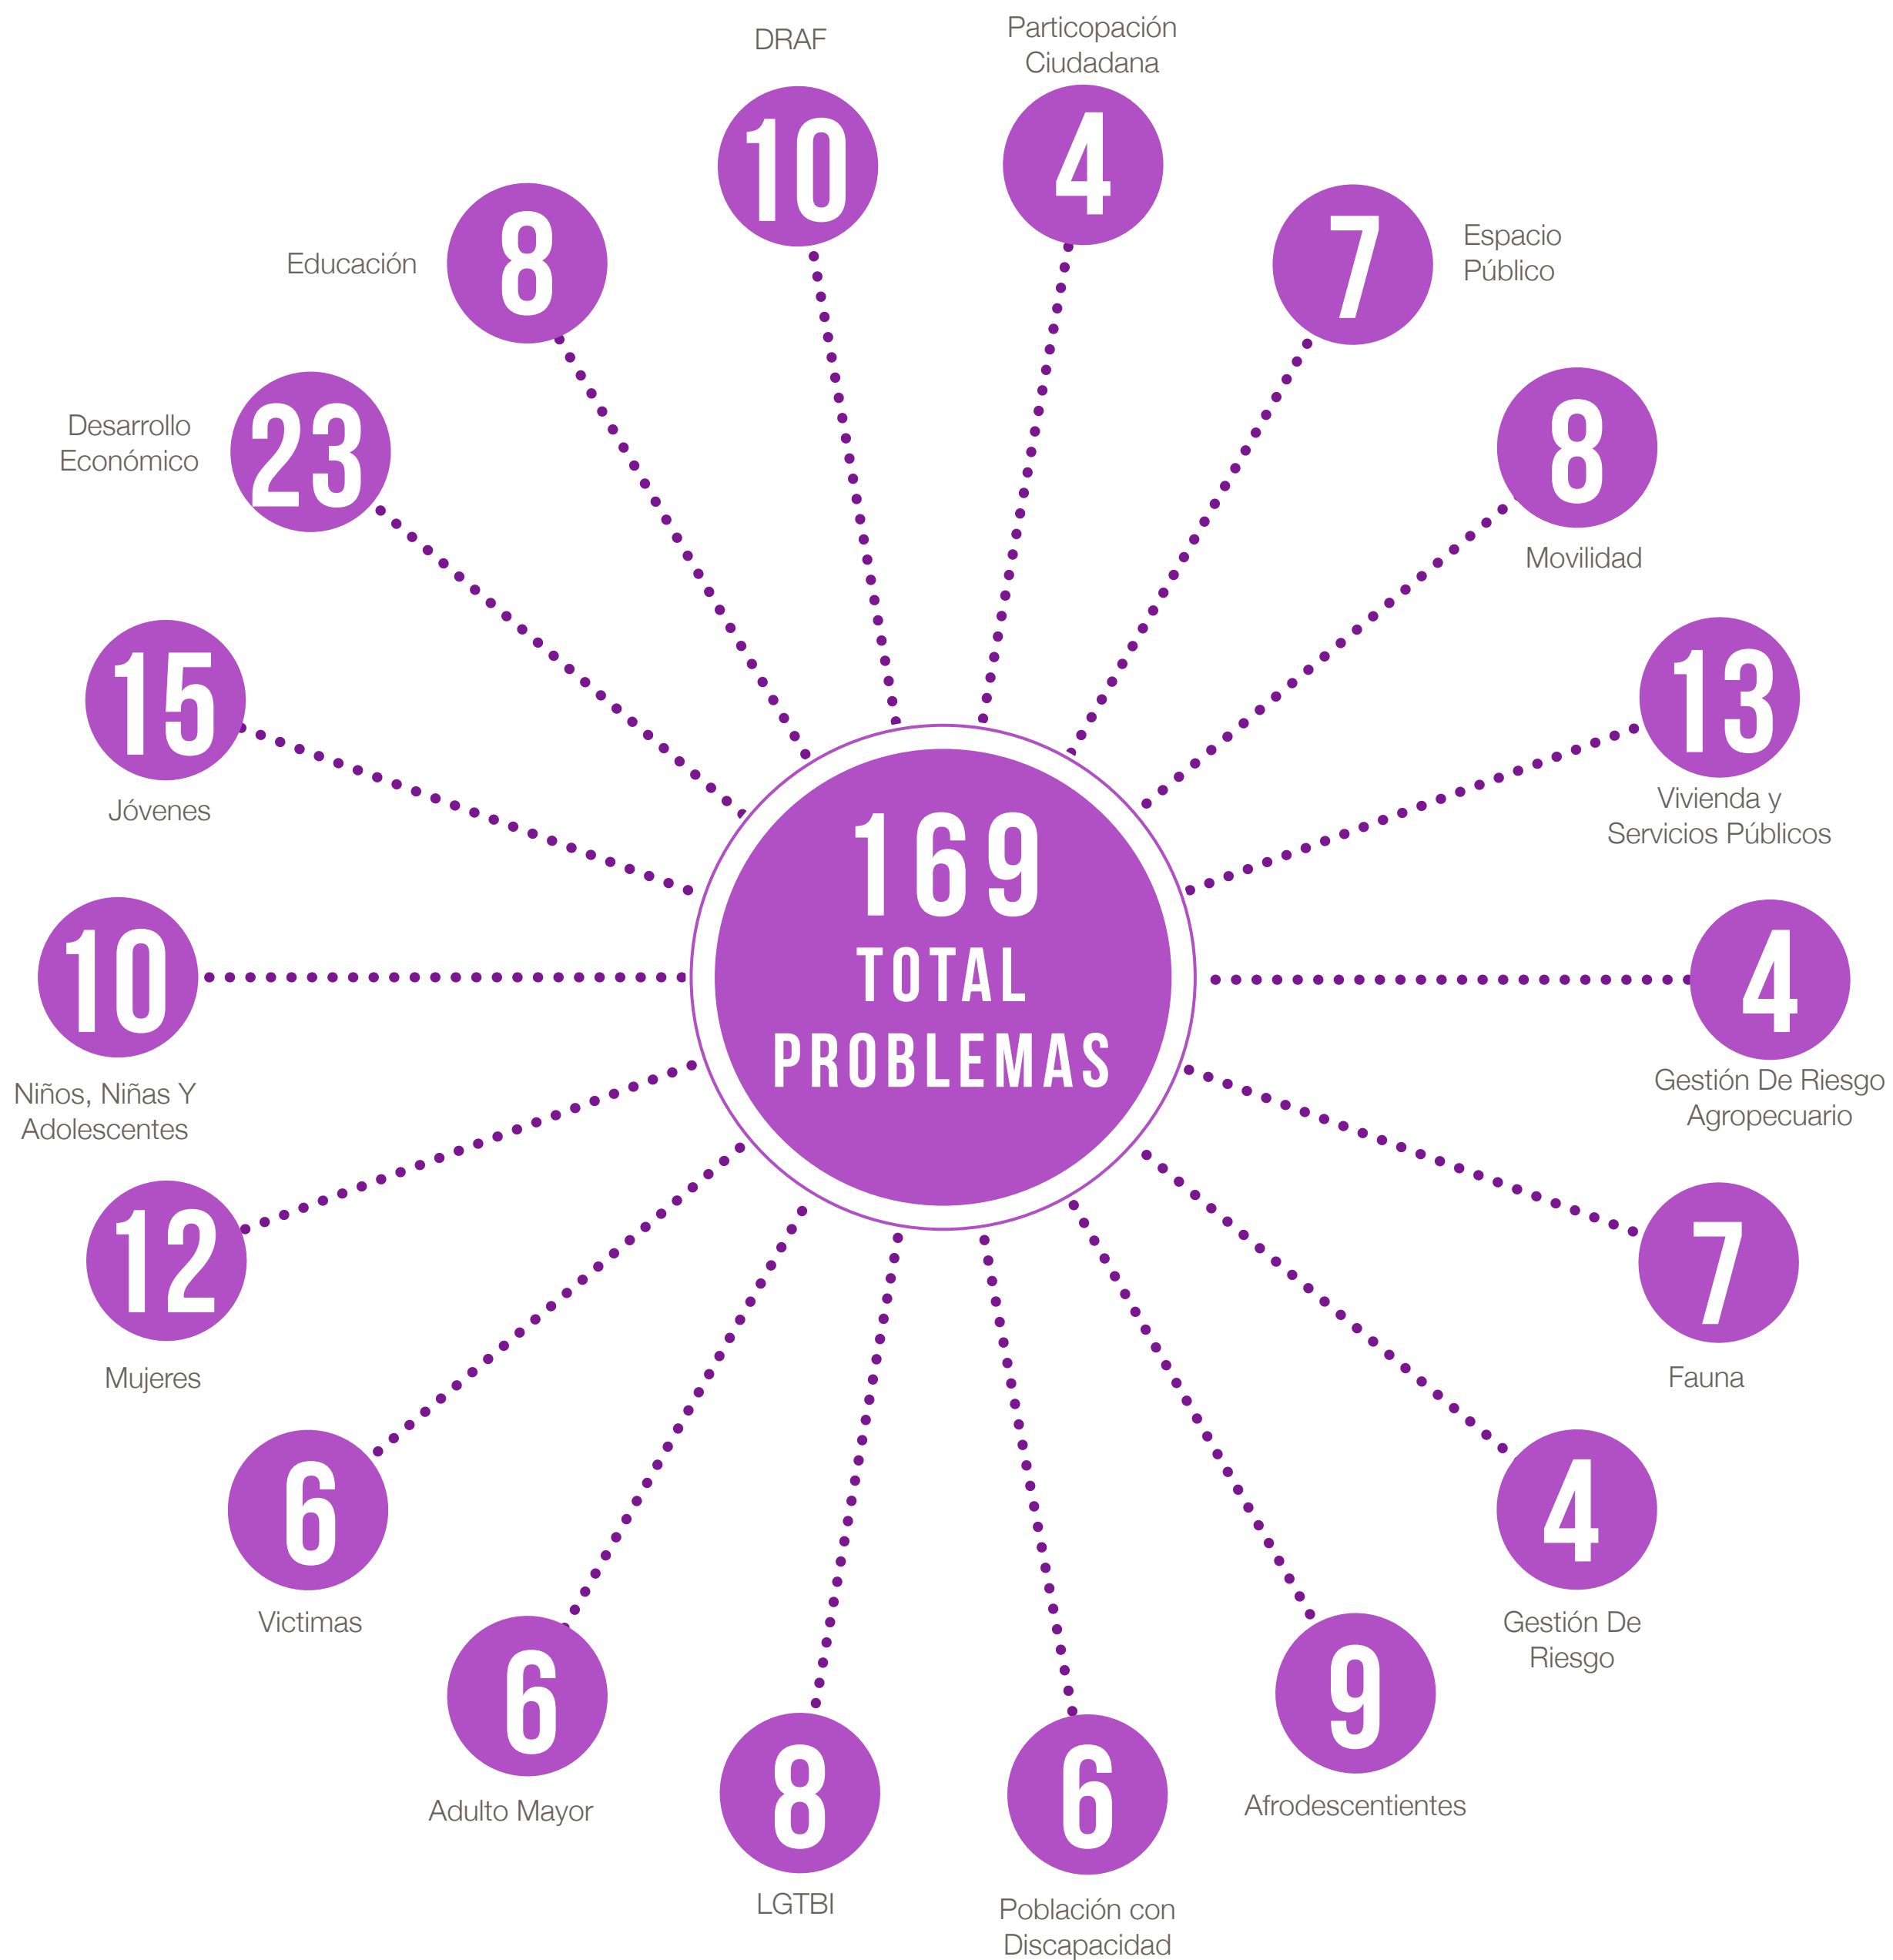 DRAF
10
Particopación
Ciudadana
4
Espacio
Público
7
Movilidad
8
Vivienda y
Servicios Públicos
13
Gestión De Riesgo
Agropecuario
4
Fauna
7
Gestión De
Riesgo
4
Afrodescentientes
9
Población con
Discapacidad
6
LGTBI
8
Adulto Mayor
6
Victimas
6
Mujeres
12
Niños, Niñas Y
Adolescentes
10
Jóvenes
15
Desarrollo
Económico
23
Educación
8
169
TOTAL
PROBLEMAS